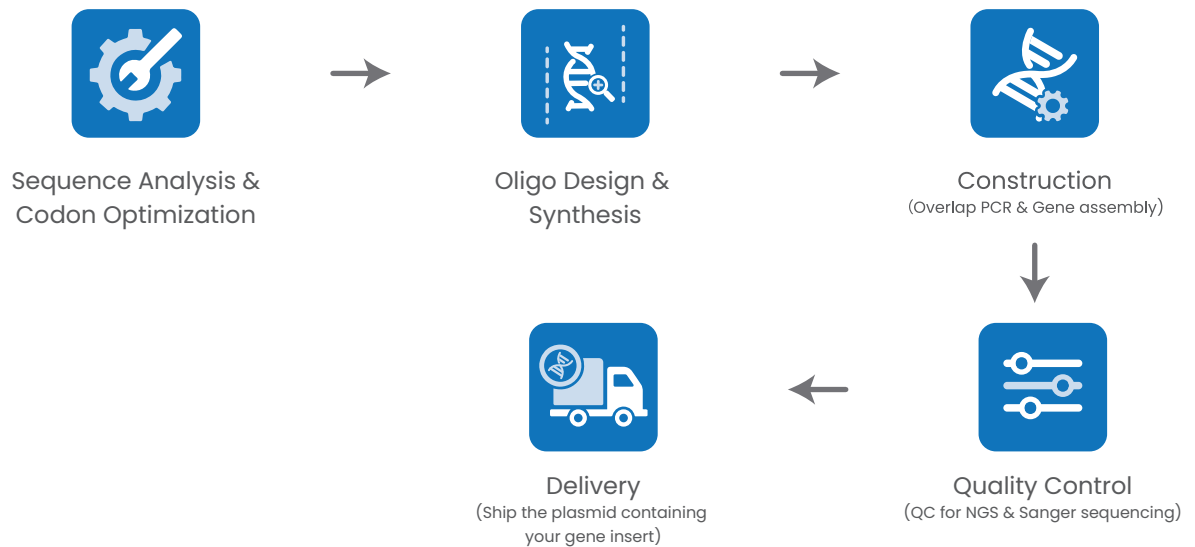 Sequence Analysis &
Codon Optimization
Oligo Design &
Synthesis
Construction
(Overlap PCR & Gene assembly)
Delivery
(Ship the plasmid containing
your gene insert)
Quality Control
(QC for NGS & Sanger sequencing)